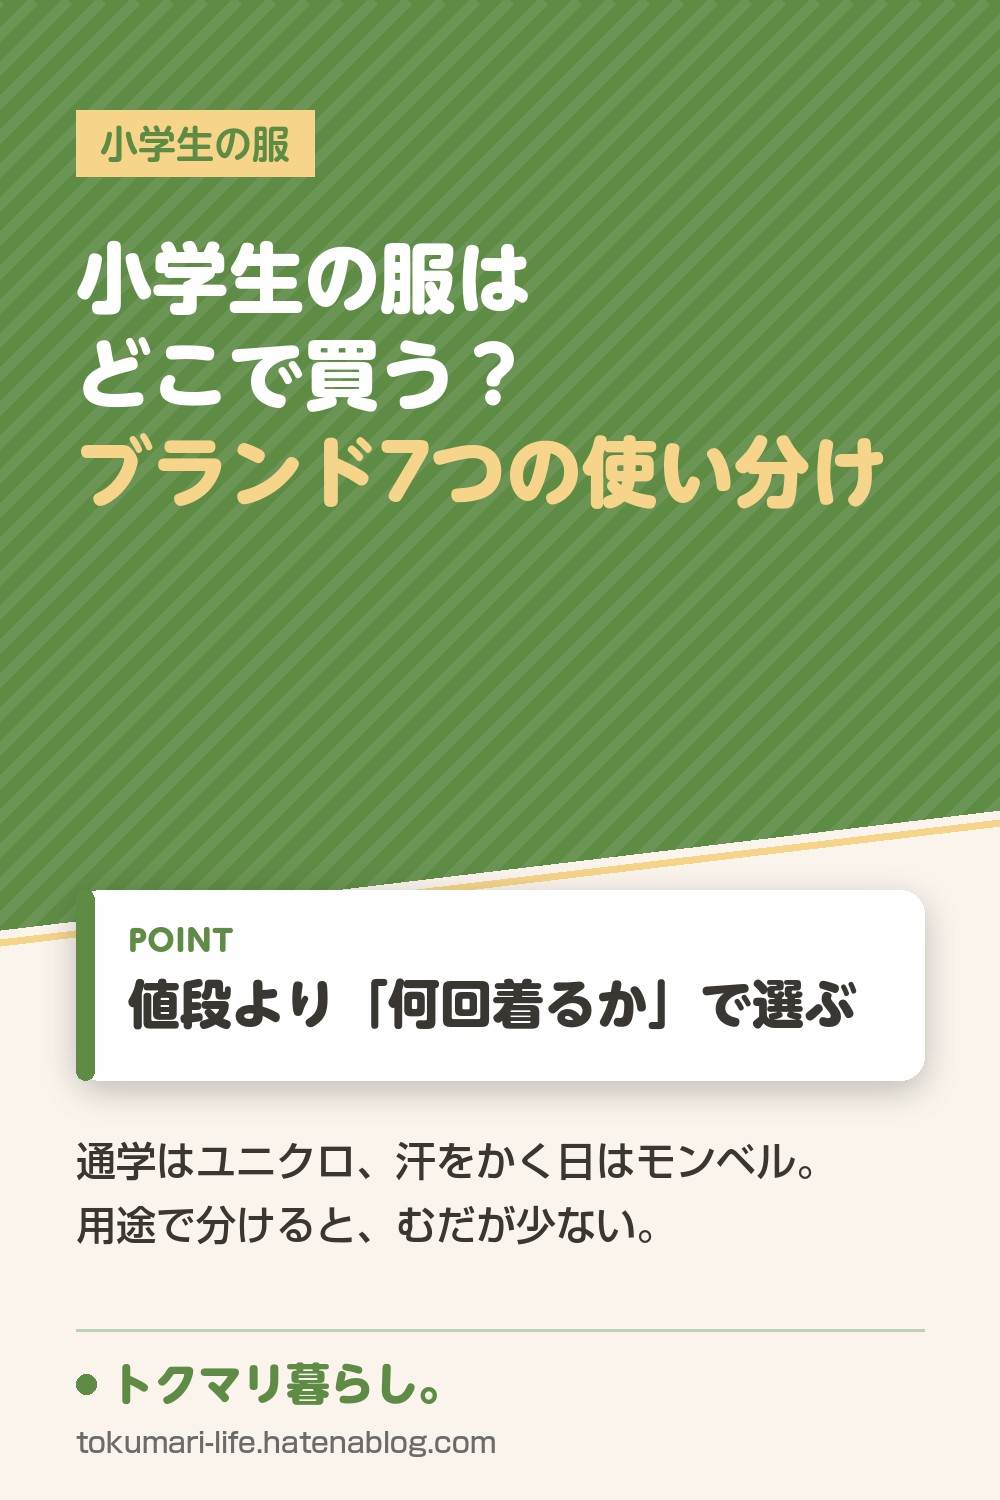 小学生の服
小学生の服は
どこで買う？
ブランド7つの使い分け
POINT
値段より「何回着るか」で選ぶ
通学はユニクロ、汗をかく日はモンベル。
用途で分けると、むだが少ない。
トクマリ暮らし。
tokumari-life.hatenablog.com